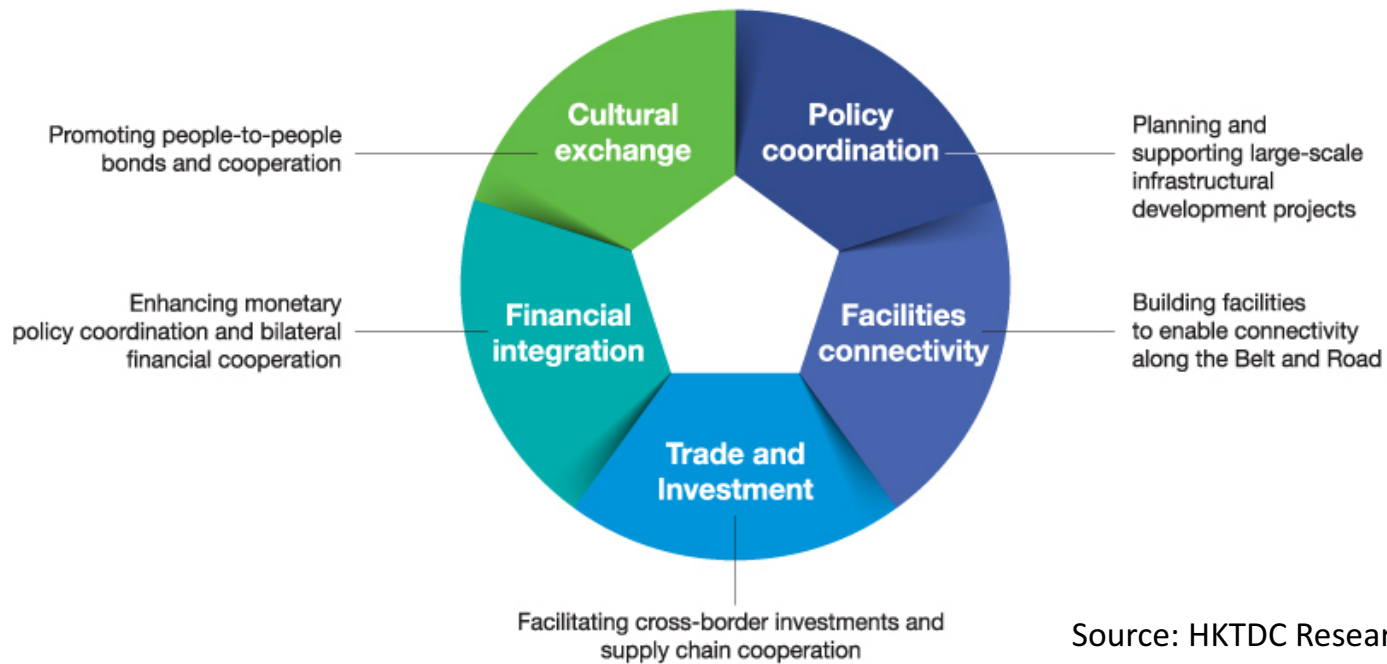 Cultural
exchange
Promoting people-to-people
bonds and cooperation
Policy
coordination
Planning and
supporting large-scale
infrastructural
development projects
Financial
integration
Enhancing monetary
policy coordination and bilateral
financial cooperation
Facilities
connectivity
Building facilities
to enable connectivity
along the Belt and Road
Trade and
Investment
Facilitating cross-border investments and
supply chain cooperation
Source: HKTDC